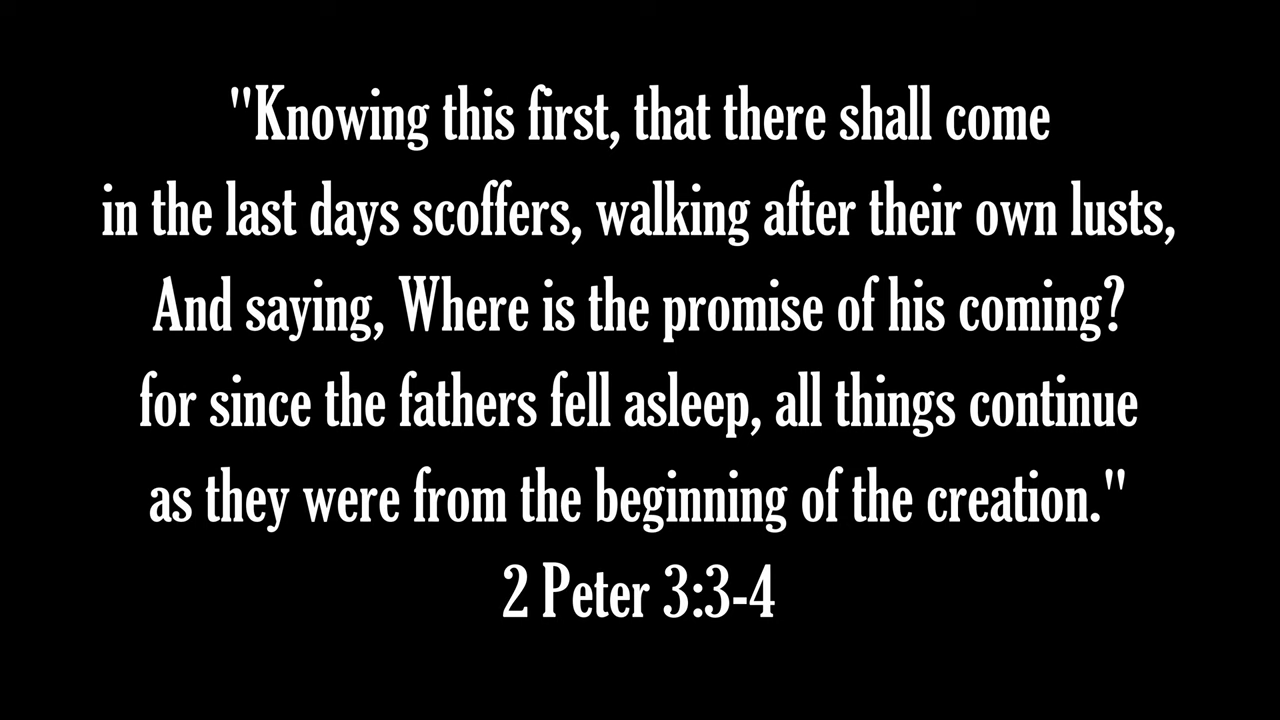 "Knowing this first, that there shall come
in the last days scoffers, walking after their own lusts,
And saying, Where is the promise of his coming?
for since the fathers fell asleep, all things continue
as they were from the beginning of the creation."
2 Peter 3:3-4